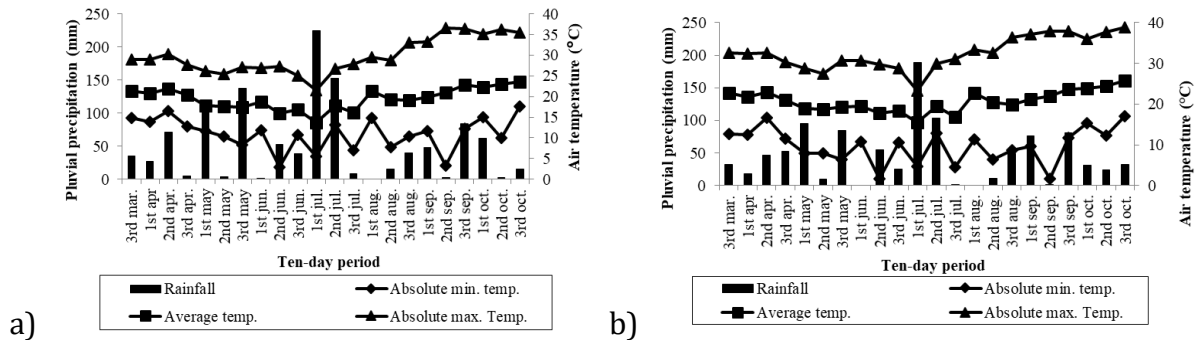 Pluvial precipitation (mm)
250
200
150
100
50
0
40
35
30
25
20
15
10
5
0
Air temperature (°C)
3rd mar.
1st apr
2nd apr.
3rd apr.
1st may
2nd may
3rd may
1st jun.
2nd jun.
3rd jun.
1st jul.
2nd jul.
3rd jul.
1st aug.
2nd aug.
3rd aug.
1st sep.
2nd sep.
3rd sep.
1st oct.
2nd oct.
3rd oct.
Ten-day period
Rainfall
Absolute min. temp.
Average temp.
Absolute max. Temp.
a)
Pluvial precipitation (mm)
250
200
150
100
50
0
40
30
20
10
0
Air temperature (°C)
3rd mar.
1st apr.
2nd apr.
3rd apr.
1st may
2nd may
3rd may
1st jun.
2nd jun.
3rd jun.
1st jul.
2nd jul.
3rd jul.
1st aug.
2nd aug.
3rd aug.
1st sep.
2nd sep.
3rd sep.
1st oct.
2nd oct.
3rd oct.
Ten-day period
Rainfall
Absolute min. temp.
Average temp.
Absolute max. Temp.
b)